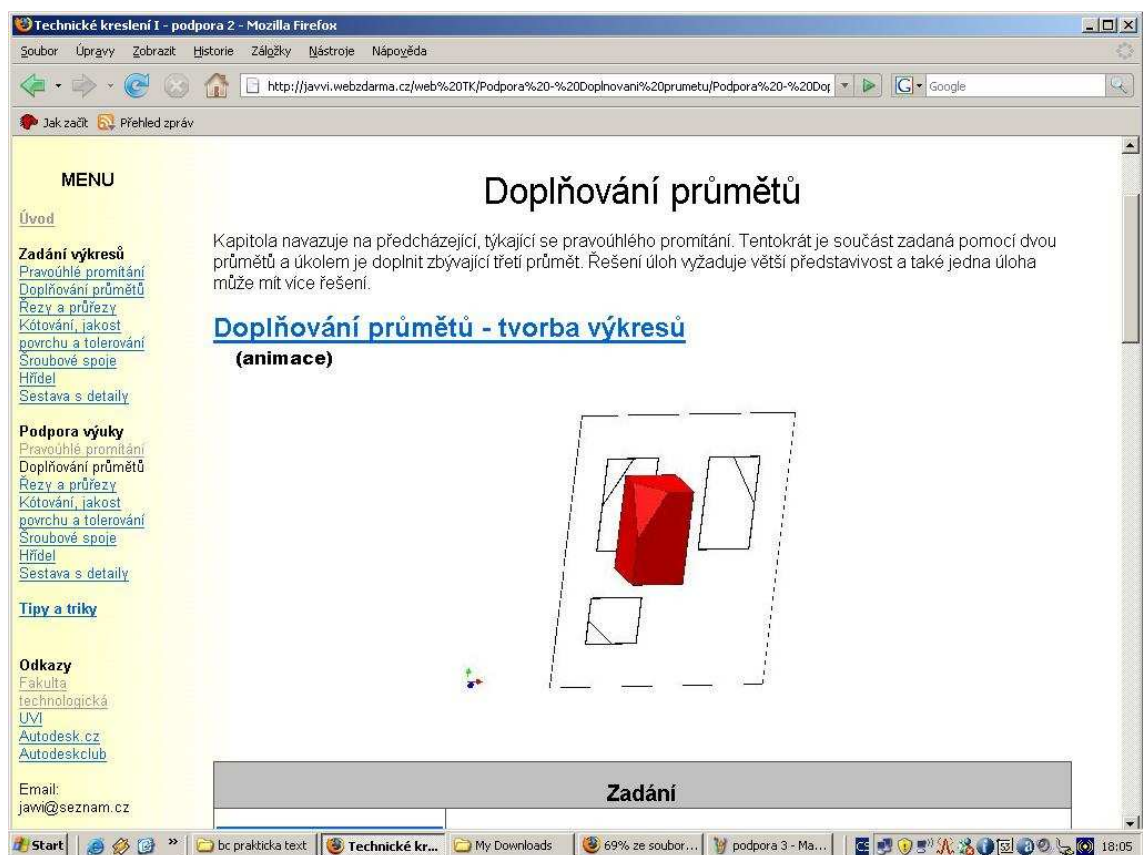 Technické kreslení I - podpora 2 - Mozilla Firefox
Soubor Úpravy Zobrazit Historie Záložky Nástroje Nápověda
http://javvi.webzdarma.cz/web%20TK/Podpora%20-%20Doplnovani%20prumetu/Podpora%20-%20Dop
Google
Jak začít Přehled zpráv
MENU
Úvod
Zadání výkresů
Pravoúhlé promítání
Doplňování průmětů
Řezy a průřezy
Kótování, jakost
povrchu a tolerování
Šroubové spoje
Hřídel
Sestava s detaily
Podpora výuky
Pravoúhlé promítání
Doplňování průmětů
Řezy a průřezy
Kótování, jakost
povrchu a tolerování
Šroubové spoje
Hřídel
Sestava s detaily
Tipy a triky
Odkazy
Fakulta
technologická
UVI
Autodesk.cz
Autodeskclub
Email:
jawi@seznam.cz
Doplňování průmětů
Kapitola navazuje na předcházející, týkající se pravoúhlého promítání. Tentokrát je součást zadaná pomocí dvou
průmětů a úkolem je doplnit zbývající třetí průmět. Řešení úloh vyžaduje větší představivost a také jedna úloha
může mít více řešení.
Doplňování průmětů - tvorba výkresů
(animace)
Zadání
Start
bc prakticka text
Technické kr...
My Downloads
69% ze soubor...
podpora 3 - Ma...
18:05